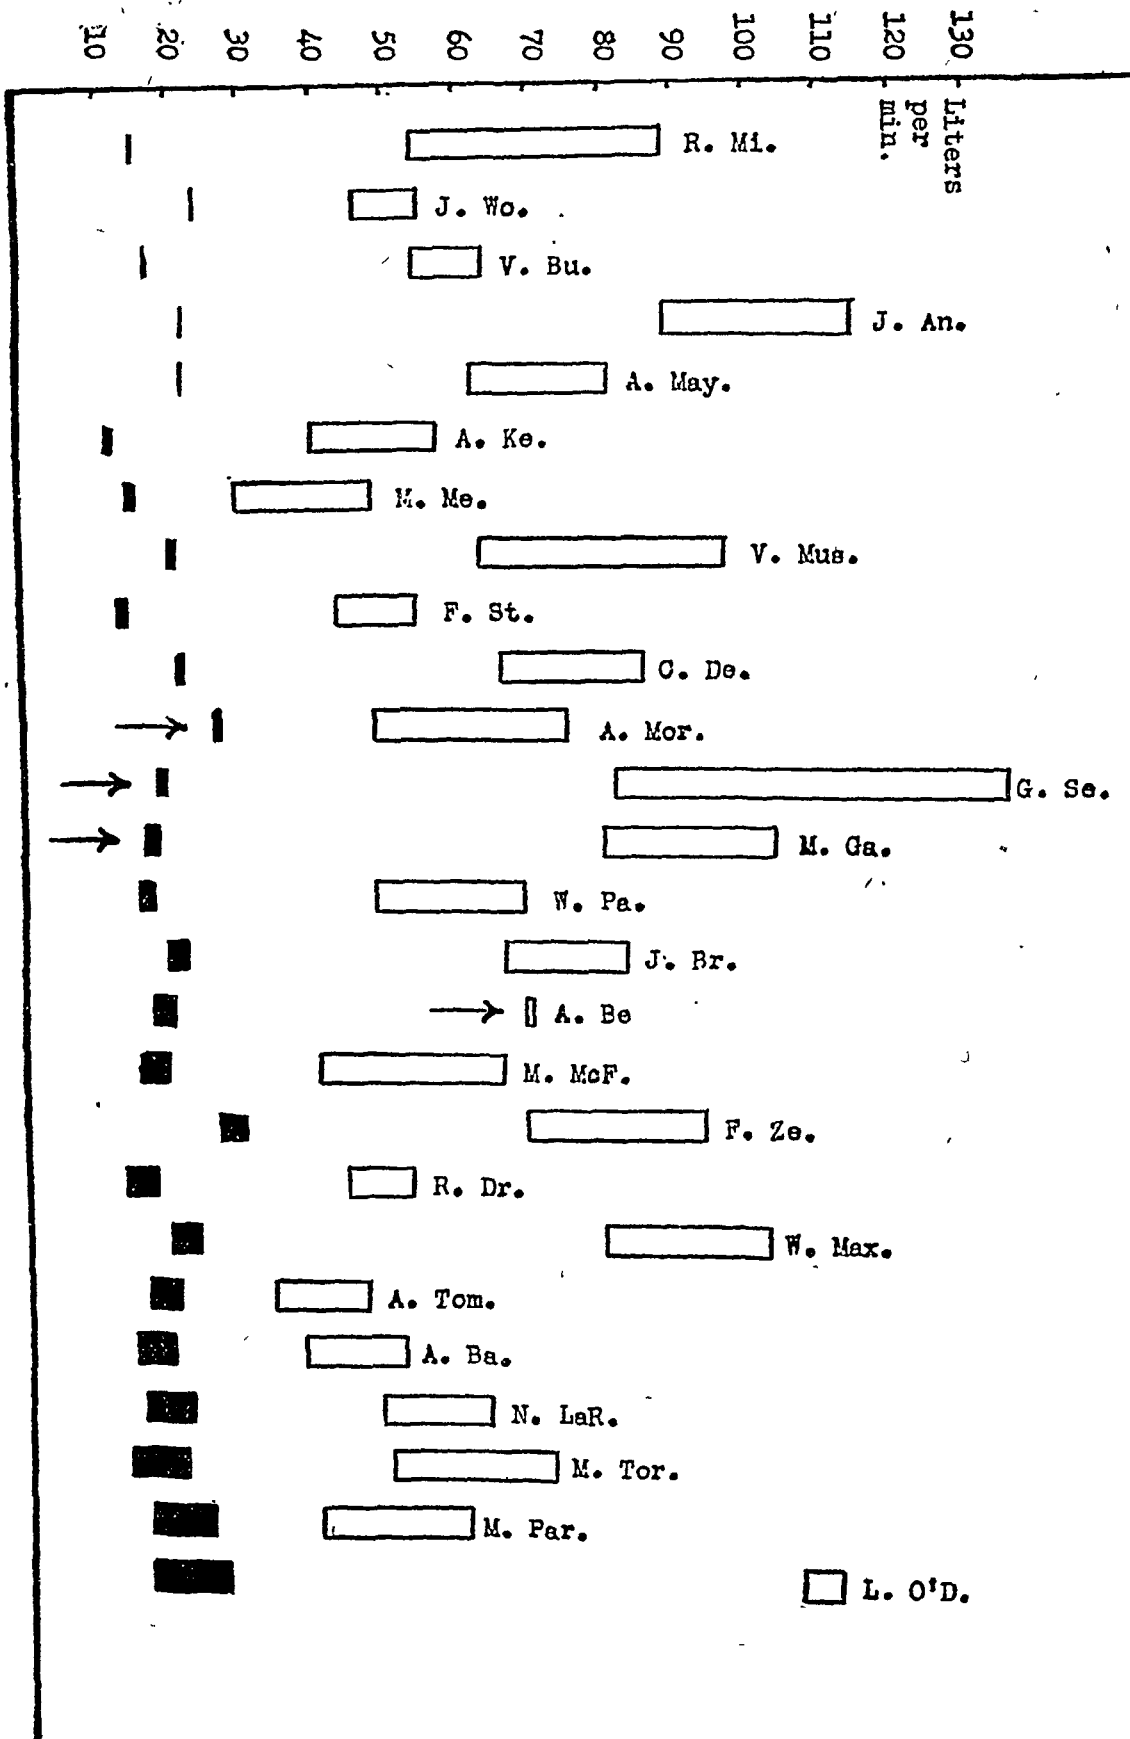 10
20
30
40
50
60
70
80
90
100
110
120
130
Liters
per
min.
R. Mi.
J. Wo.
V. Bu.
J. An.
A. May.
A. Ke.
M. Me.
V. Mus.
F. St.
C. De.
A. Mor.
G. Se.
M. Ga.
W. Pa.
J. Br.
A. Be
M. McF.
F. Ze.
R. Dr.
W. Max.
A. Tom.
A. Ba.
N. LaR.
M. Tor.
M. Par.
L. O'D.